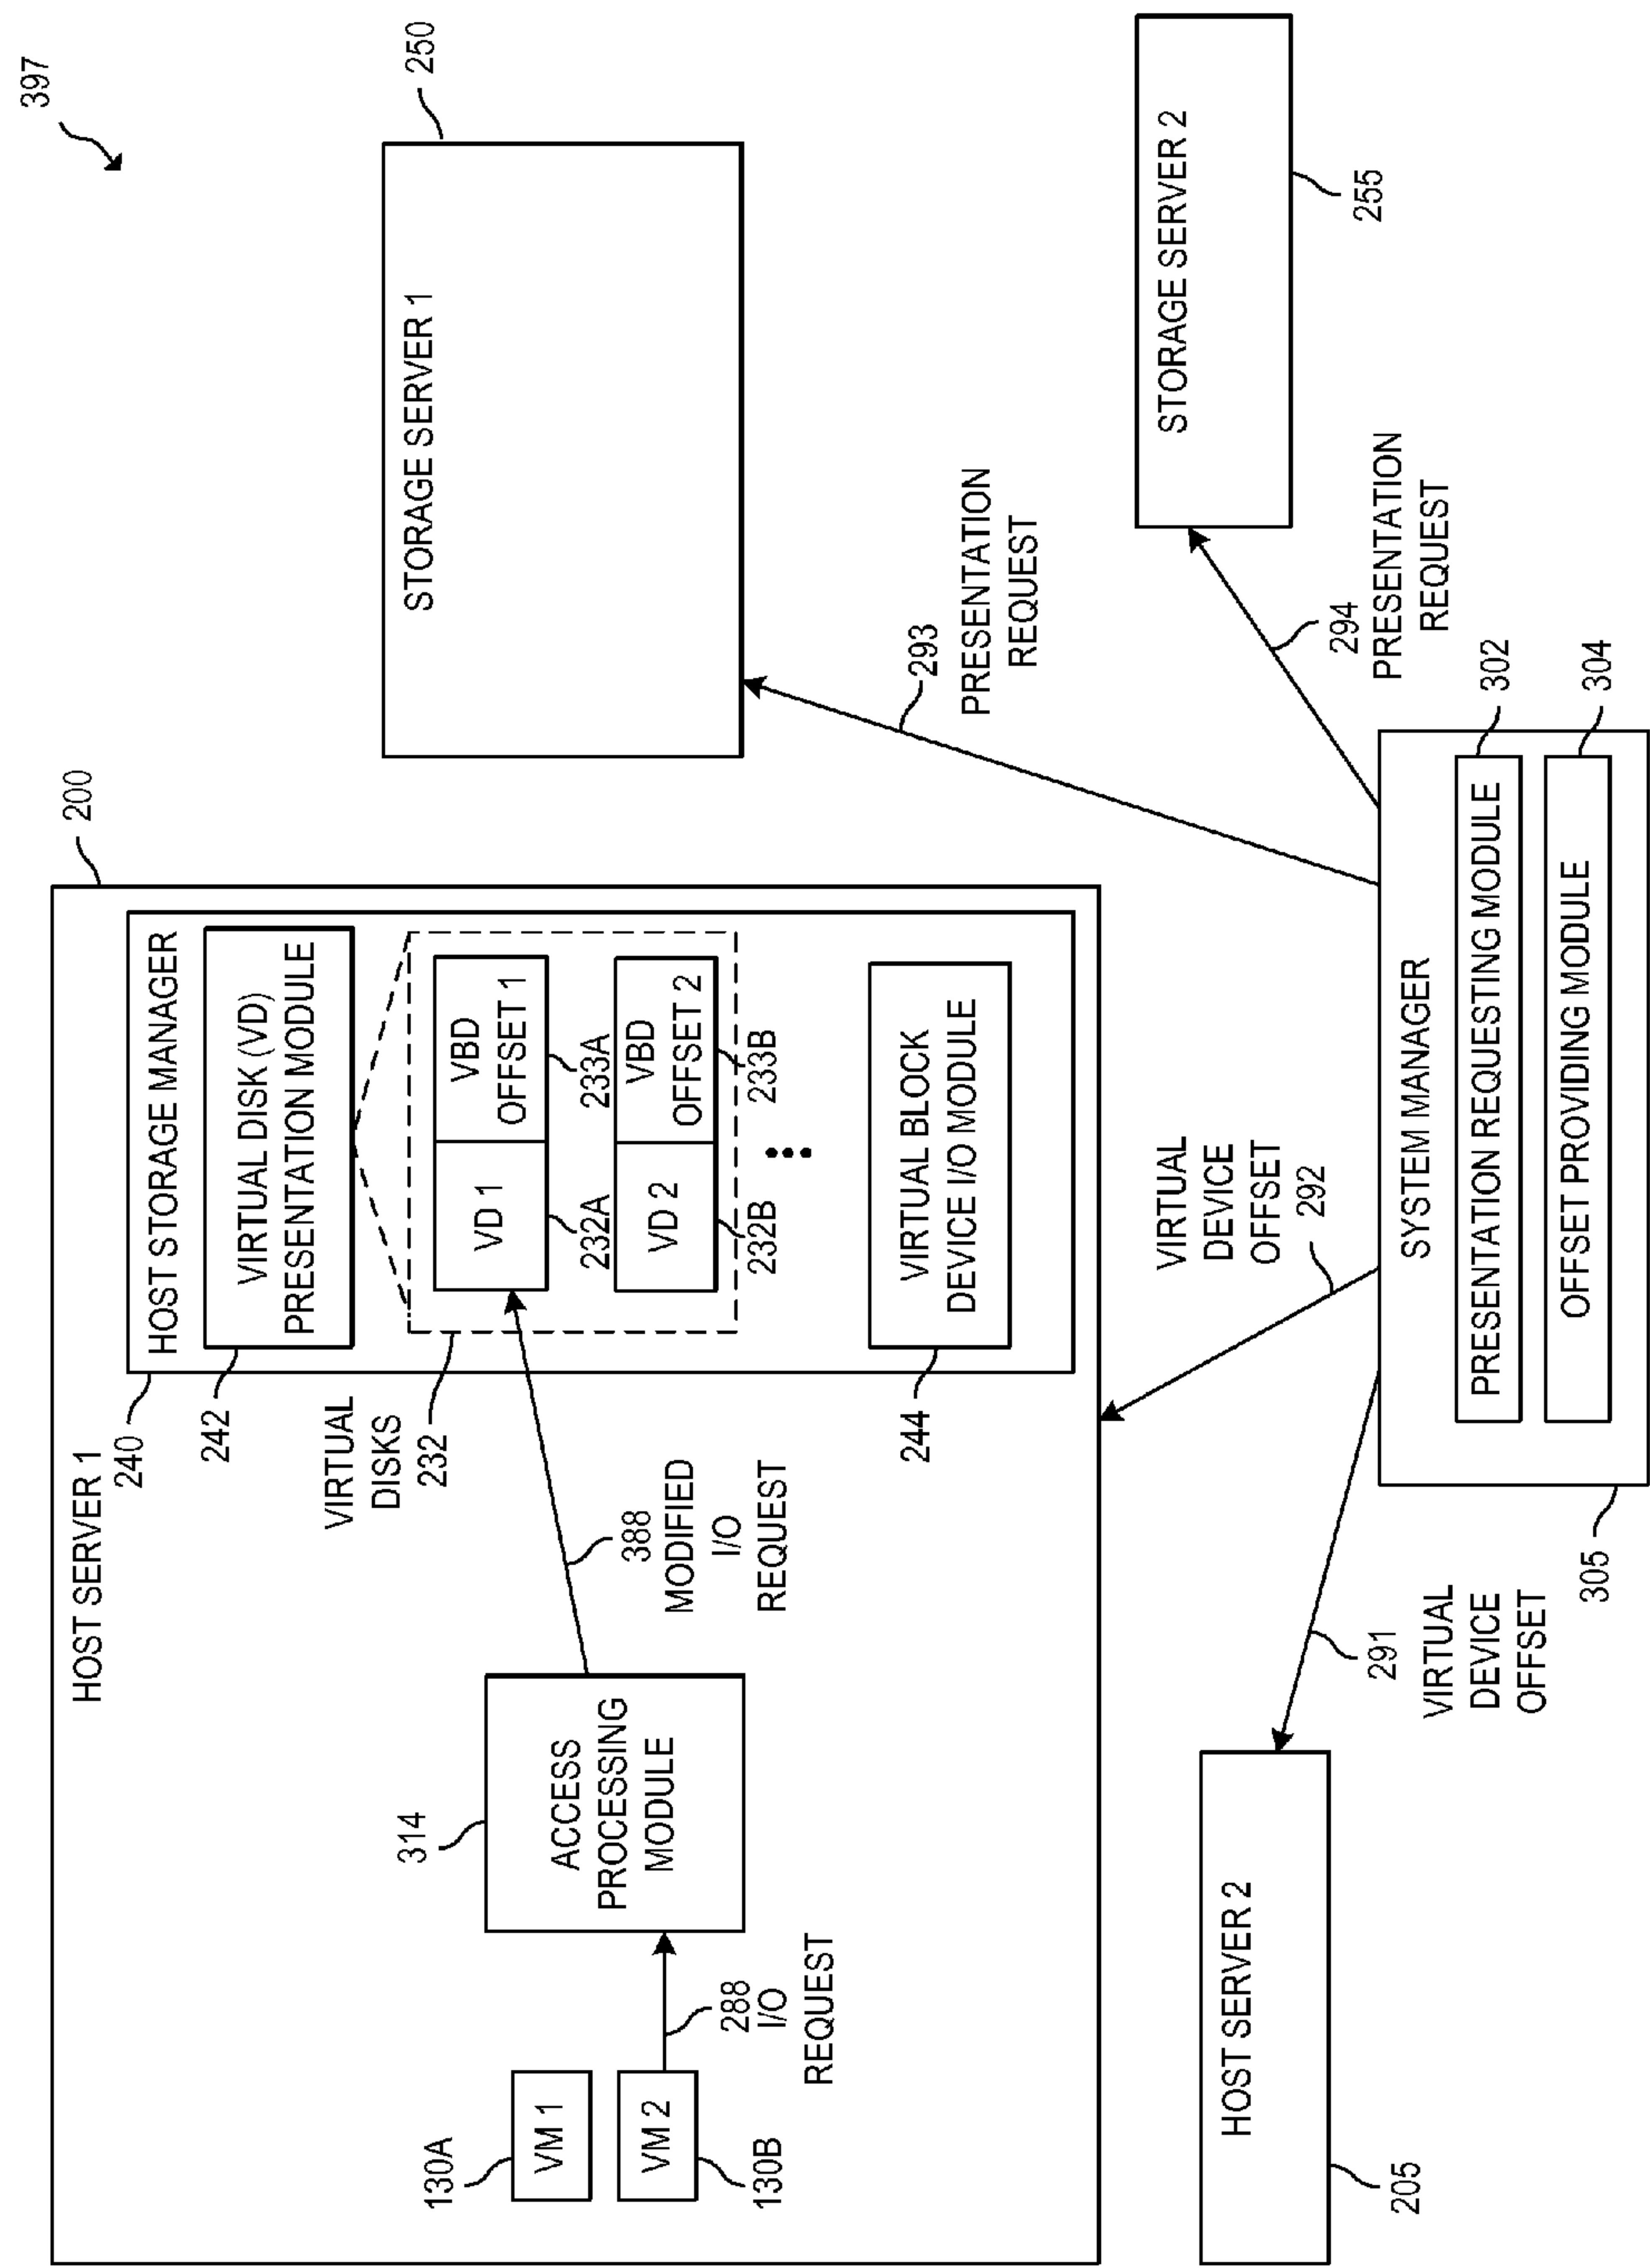 397
HOST SERVER 1
200
240
HOST STORAGE MANAGER
242
VIRTUAL DISK (VD)
PRESENTATION MODULE
VIRTUAL
DISKS
232
VD 1
VBD
OFFSET 1
232A
233A
VD 2
VBD
OFFSET 2
232B
233B
244
VIRTUAL BLOCK
DEVICE I/O MODULE
130A
VM 1
VM 2
130B
288
I/O
REQUEST
314
ACCESS
PROCESSING
MODULE
388
MODIFIED
I/O
REQUEST
STORAGE SERVER 1
250
STORAGE SERVER 2
255
293
PRESENTATION
REQUEST
294
PRESENTATION
REQUEST
VIRTUAL
DEVICE
OFFSET
292
291
VIRTUAL
DEVICE
OFFSET
HOST SERVER 2
205
SYSTEM MANAGER
PRESENTATION REQUESTING MODULE
302
OFFSET PROVIDING MODULE
304
305